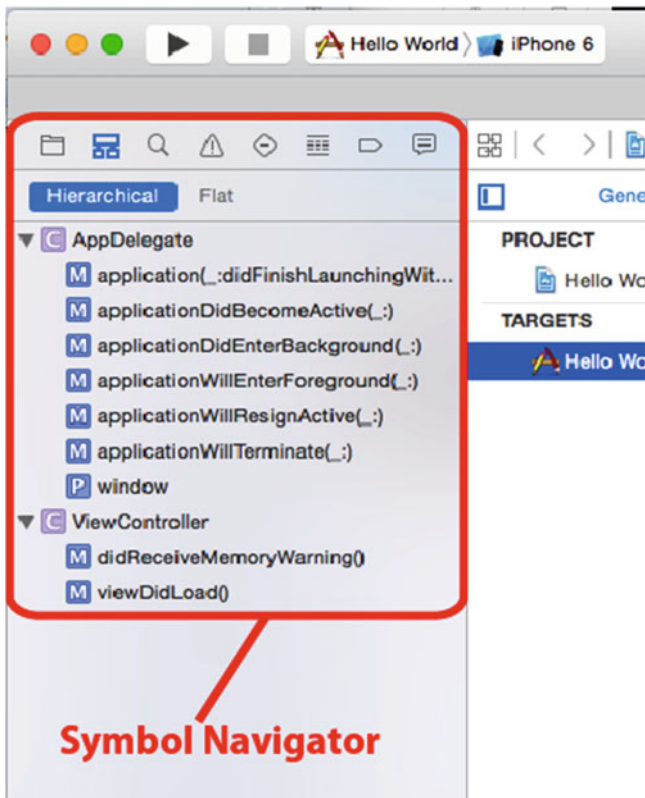 Hello World iPhone 6
Hierarchical Flat
Gene
C AppDelegate
M application(_:didFinishLaunchingWit...
M applicationDidBecomeActive(_:)
M applicationDidEnterBackground(_:)
M applicationWillEnterForeground(_:)
M applicationWillResignActive(_:)
M applicationWillTerminate(_:)
P window
C ViewController
M didReceiveMemoryWarning()
M viewDidLoad()
PROJECT
Hello Wo
TARGETS
Hello Wo
Symbol Navigator